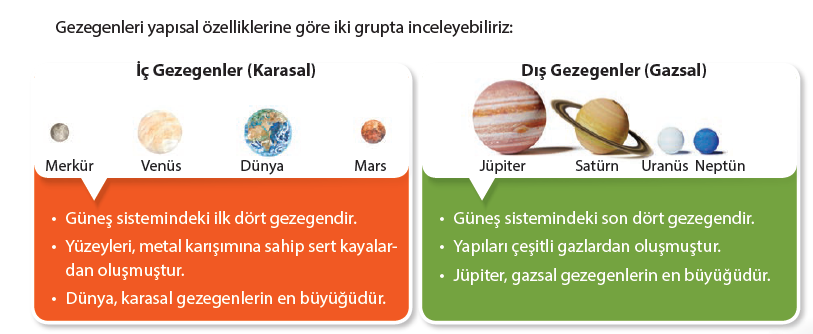 Gezegenleri yapısal özelliklerine göre iki grupta inceleyebiliriz:
İç Gezegenler (Karasal)
Merkür Venüs Dünya Mars
• Güneş sistemindeki ilk dört gezegendir.
• Yüzeyleri, metal karışımına sahip sert kayalar-
dan oluşmuştur.
• Dünya, karasal gezegenlerin en büyüğüdür.
Dış Gezegenler (Gazsal)
Jüpiter Satürn Uranüs Neptün
• Güneş sistemindeki son dört gezegendir.
• Yapıları çeşitli gazlardan oluşmuştur.
• Jüpiter, gazsal gezegenlerin en büyüğüdür.